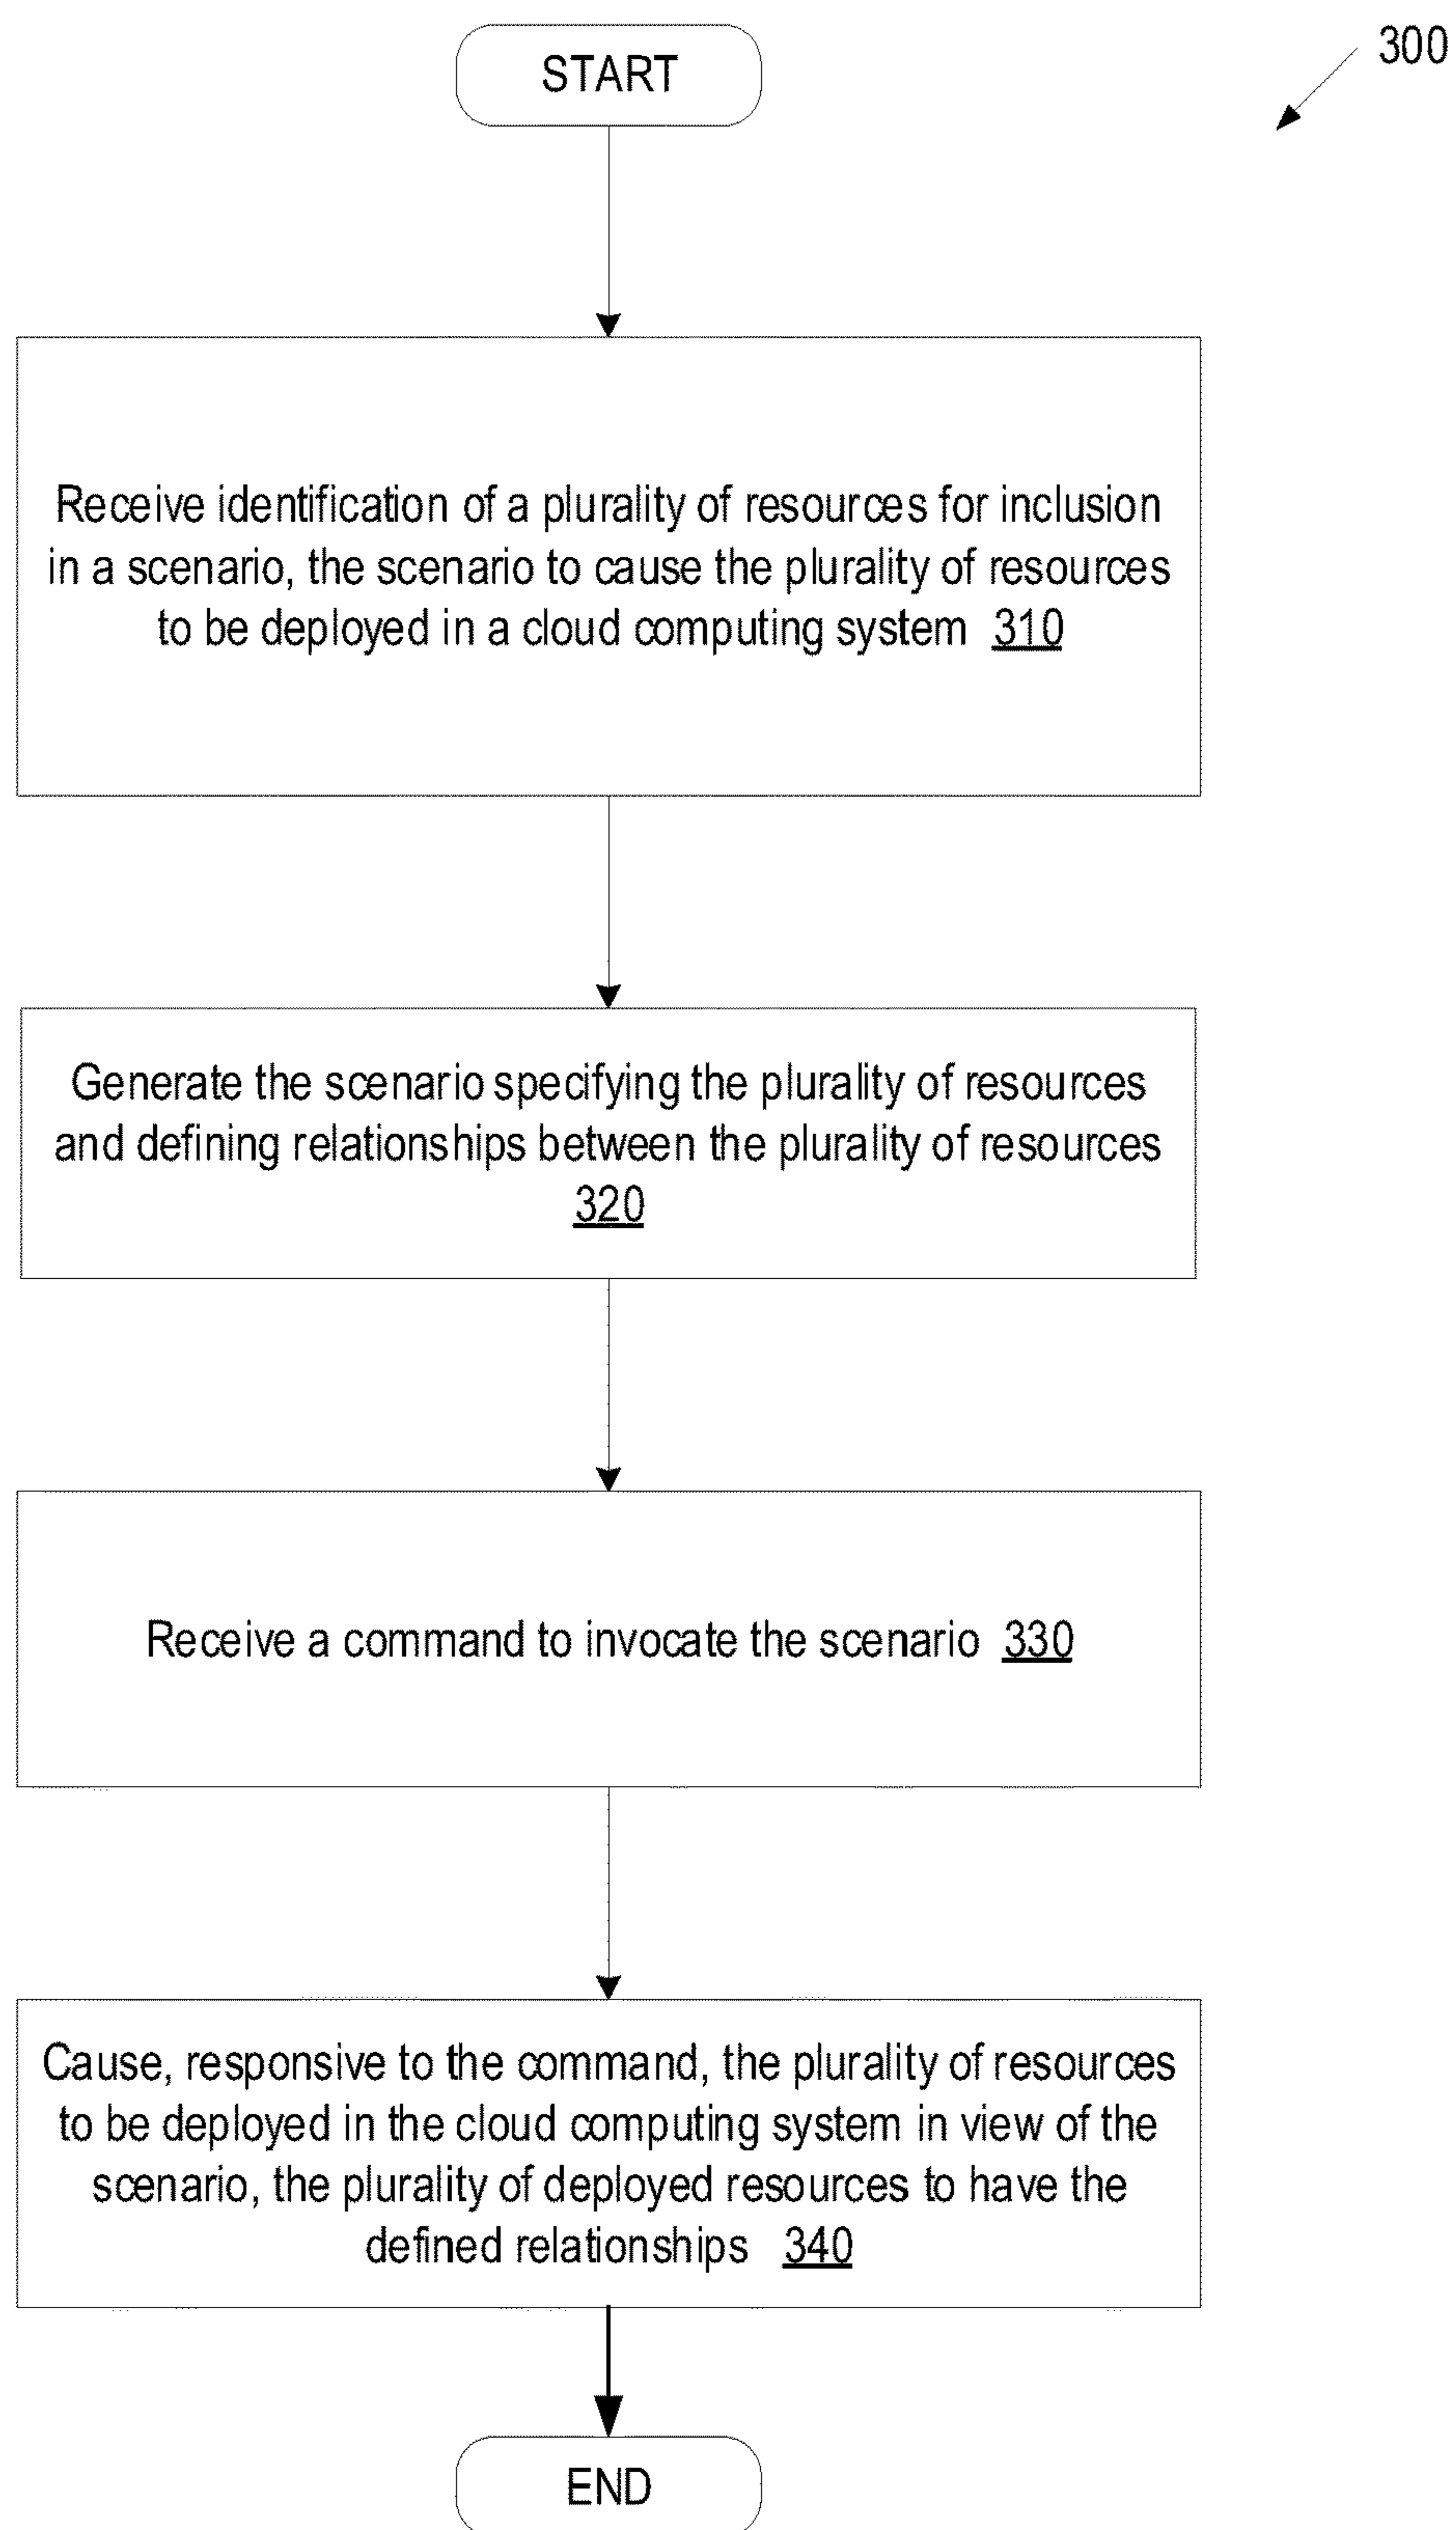 START
300
Receive identification of a plurality of resources for inclusion
in a scenario, the scenario to cause the plurality of resources
to be deployed in a cloud computing system 310
Generate the scenario specifying the plurality of resources
and defining relationships between the plurality of resources
320
Receive a command to invocate the scenario 330
Cause, responsive to the command, the plurality of resources
to be deployed in the cloud computing system in view of the
scenario, the plurality of deployed resources to have the
defined relationships 340
END